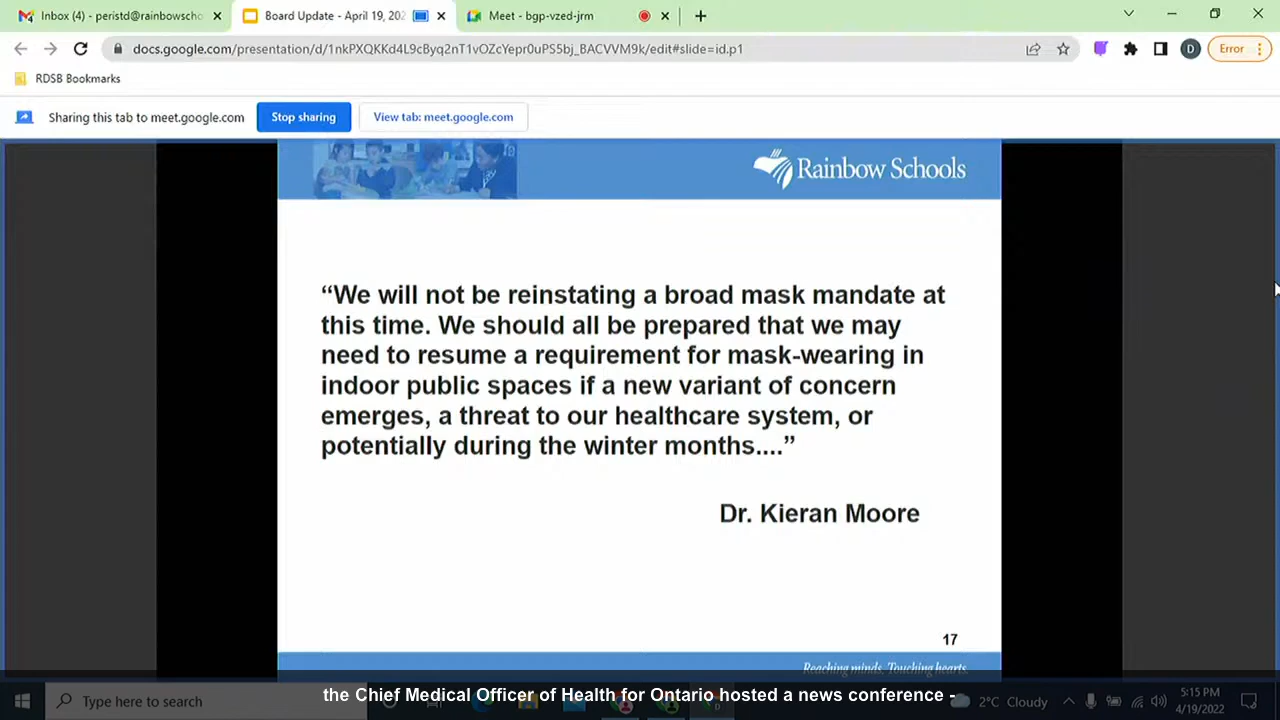 Inbox (4) - peristd@rainbowscho
Board Update - April 19, 202
Meet - bgp-vzed-jrm
docs.google.com/presentation/d/1nkPXQKKd4L9cByq2nT1vOZcYepr0uPS5bj_BACVVM9k/edit#slide=id.p1
D
Error
RDSB Bookmarks
Sharing this tab to meet.google.com
Stop sharing
View tab: meet.google.com
Rainbow Schools
“We will not be reinstating a broad mask mandate at
this time. We should all be prepared that we may
need to resume a requirement for mask-wearing in
indoor public spaces if a new variant of concern
emerges, a threat to our healthcare system, or
potentially during the winter months....”
Dr. Kieran Moore
17
Reaching minds. Touching hearts.
the Chief Medical Officer of Health for Ontario hosted a news conference -
Type here to search
2°C Cloudy
5:15 PM
4/19/2022